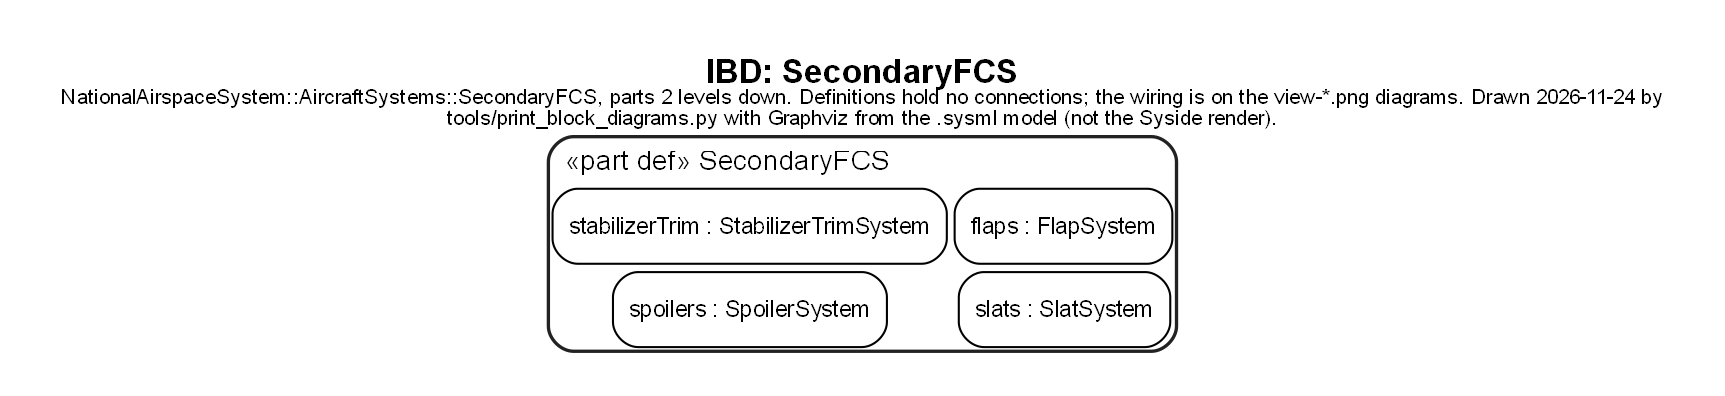 IBD: SecondaryFCS
NationalAirspaceSystem::AircraftSystems::SecondaryFCS, parts 2 levels down. Definitions hold no connections; the wiring is on the view-*.png diagrams. Drawn 2026-11-24 by
tools/print_block_diagrams.py with Graphviz from the .sysml model (not the Syside render).
«part def» SecondaryFCS
stabilizerTrim : StabilizerTrimSystem
flaps : FlapSystem
spoilers : SpoilerSystem
slats : SlatSystem